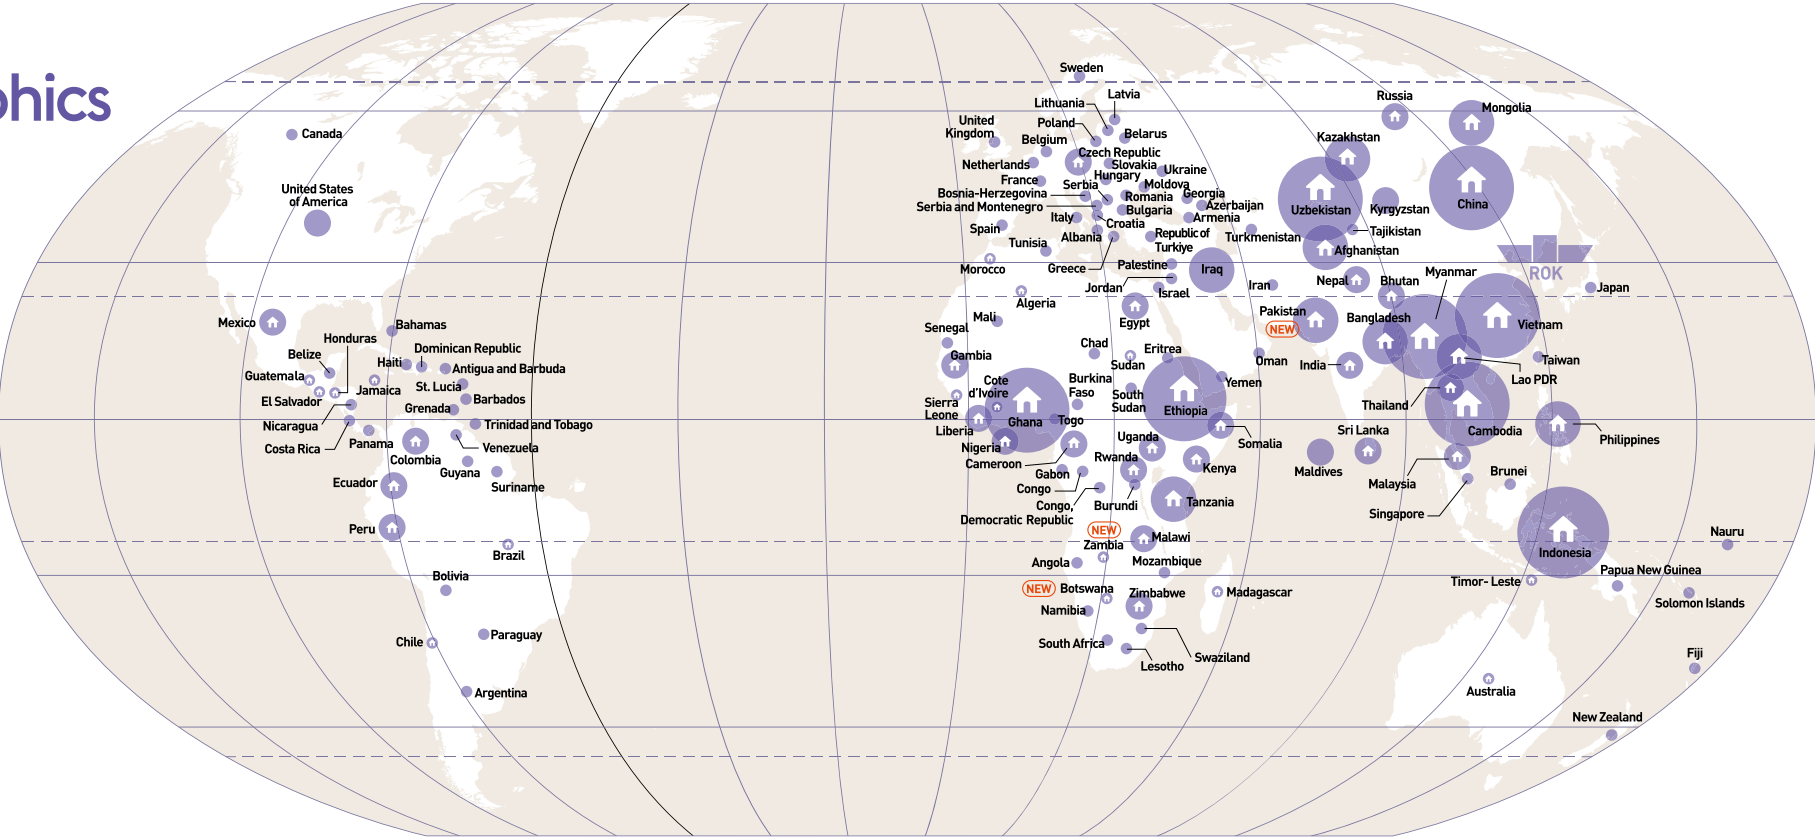 phics
Sweden
Latvia
Lithuania
Poland
United
Kingdom
Belgium
Belarus
Czech Republic
Netherlands
Slovakia
Ukraine
France
Hungary
Serbia
Moldova
Bosnia-Herzegovina
Romania
Georgia
Serbia and Montenegro
Bulgaria
Azerbaijan
Italy
Armenia
Croatia
Spain
Albania
Republic of
Turkiye
Turkmenistan
Tunisia
Morocco
Greece
Palestine
Iraq
Jordan
Israel
Iran
Algeria
Egypt
Mali
Senegal
Gambia
Chad
Sudan
Eritrea
Oman
Yemen
Cote
d'Ivoire
Burkina
Faso
South
Sudan
Ethiopia
Sierra
Leone
Ghana
Togo
Liberia
Nigeria
Uganda
Somalia
Cameroon
Rwanda
Kenya
Gabon
Congo
Congo,
Democratic Republic
Burundi
Tanzania
NEW
Zambia
Malawi
Angola
Mozambique
NEW
Botswana
Zimbabwe
Madagascar
Namibia
South Africa
Swaziland
Lesotho
Russia
Mongolia
Kazakhstan
Uzbekistan
Kyrgyzstan
China
Tajikistan
Afghanistan
ROK
Myanmar
Nepal
Bhutan
Japan
Pakistan
NEW
Bangladesh
Vietnam
India
Taiwan
Lao PDR
Thailand
Sri Lanka
Cambodia
Philippines
Maldives
Malaysia
Brunei
Singapore
Indonesia
Nauru
Timor- Leste
Papua New Guinea
Solomon Islands
Fiji
Australia
New Zealand
Canada
United States
of America
Mexico
Bahamas
Honduras
Belize
Haiti
Dominican Republic
Guatemala
Antigua and Barbuda
Jamaica
St. Lucia
El Salvador
Grenada
Barbados
Nicaragua
Trinidad and Tobago
Costa Rica
Panama
Venezuela
Colombia
Guyana
Ecuador
Suriname
Peru
Brazil
Bolivia
Chile
Paraguay
Argentina